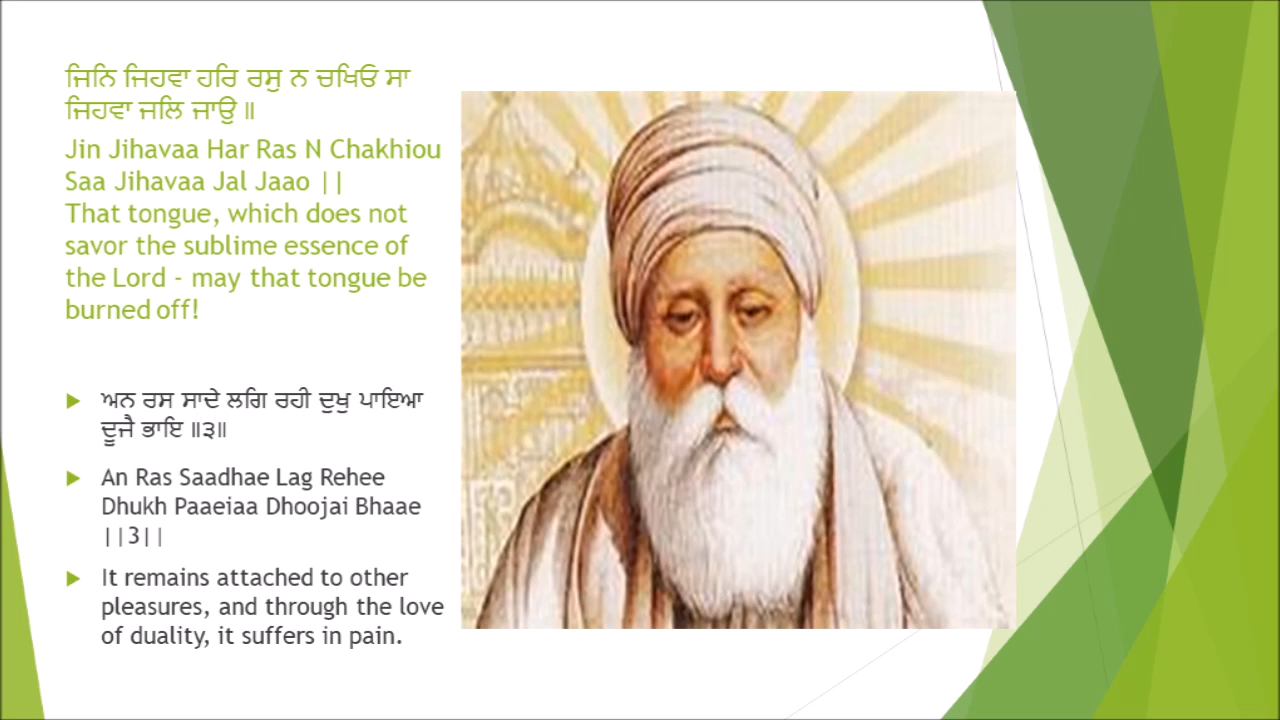 ਜਿਨਿ ਜਿਹਵਾ ਹਰਿ ਰਸੁ ਨ ਚਖਿਓ ਸਾ
ਜਿਹਵਾ ਜਲਿ ਜਾਉ ॥
Jin Jihavaa Har Ras N Chakhiou
Saa Jihavaa Jal Jaao ||
That tongue, which does not
savor the sublime essence of
the Lord - may that tongue be
burned off!
ਅਨ ਰਸ ਸਾਦੇ ਲਗਿ ਰਹੀ ਦੁਖੁ ਪਾਇਆ
ਦੂਜੈ ਭਾਇ ॥੩॥
An Ras Saadhae Lag Rehee
Dhukh Paaeiaa Dhoojai Bhaae
||3||
It remains attached to other
pleasures, and through the love
of duality, it suffers in pain.